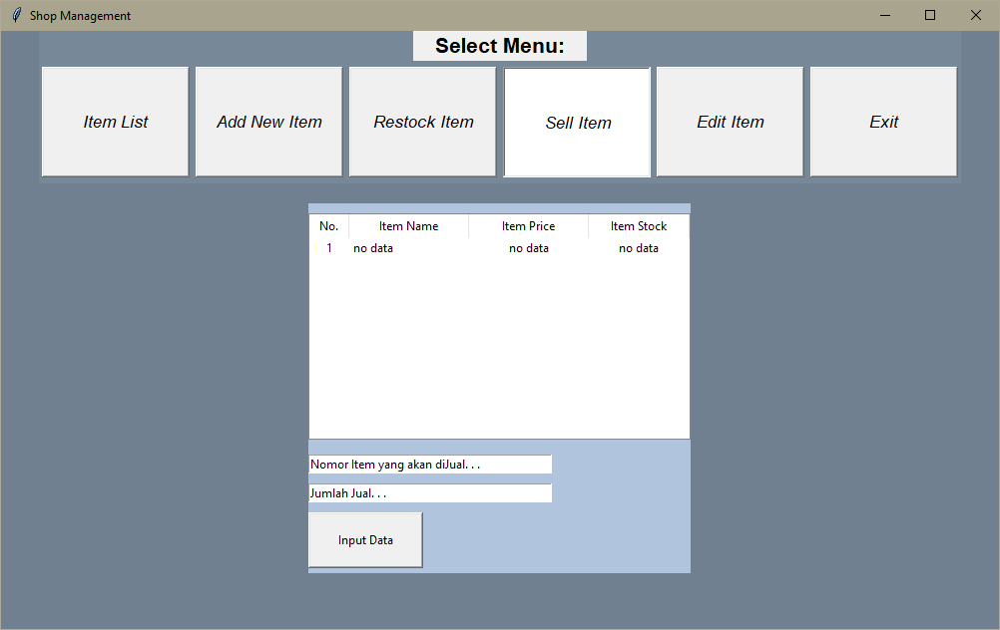 Shop Management
Select Menu:
Item List Add New Item Restock Item Sell Item Edit Item Exit
No. Item Name Item Price Item Stock
1 no data no data no data
Nomor Item yang akan diJual. . .
Jumlah Jual. . .
Input Data